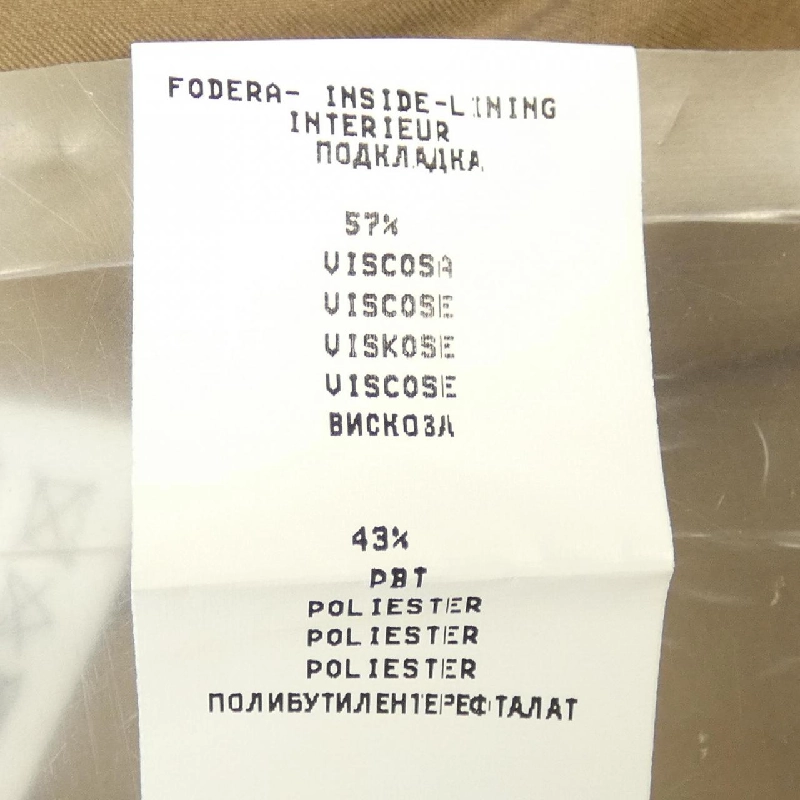 FODERA- INSIDE-LINING
INTERIEUR
ПОДКЛАДКА
57%
VISCOSA
VISCOSE
VISKOSE
VISCOSE
ВИСКОЗА
43%
PBT
POLIESTER
POLIESTER
POLIESTER
ПОЛИБУТИЛЕНТЕРЕФТАЛАТ